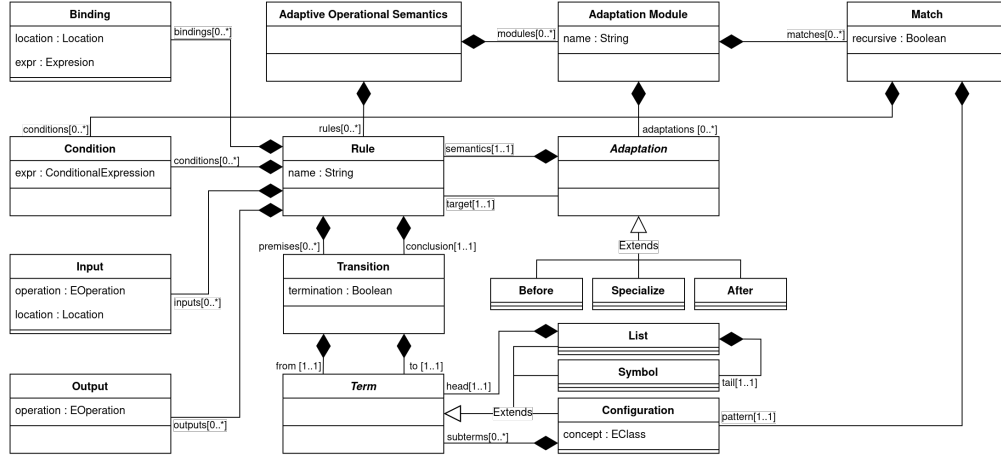 Binding
location : Location
expr : Expresion
bindings[0..*]
Adaptive Operational Semantics
modules[0..*]
Adaptation Module
name : String
matches[0..*]
Match
recursive : Boolean
conditions[0..*]
rules[0..*]
adaptations [0..*]
Condition
expr : ConditionalExpression
conditions[0..*]
Rule
name : String
semantics[1..1]
target[1..1]
Adaptation
premises[0..*]
conclusion[1..1]
Extends
Input
operation : EOperation
location : Location
inputs[0..*]
Transition
termination : Boolean
Before
Specialize
After
from [1..1]
to [1..1]
List
head[1..1]
Symbol
tail[1..1]
Output
operation : EOperation
outputs[0..*]
Term
Extends
subterms[0..*]
Configuration
concept : EClass
pattern[1..1]